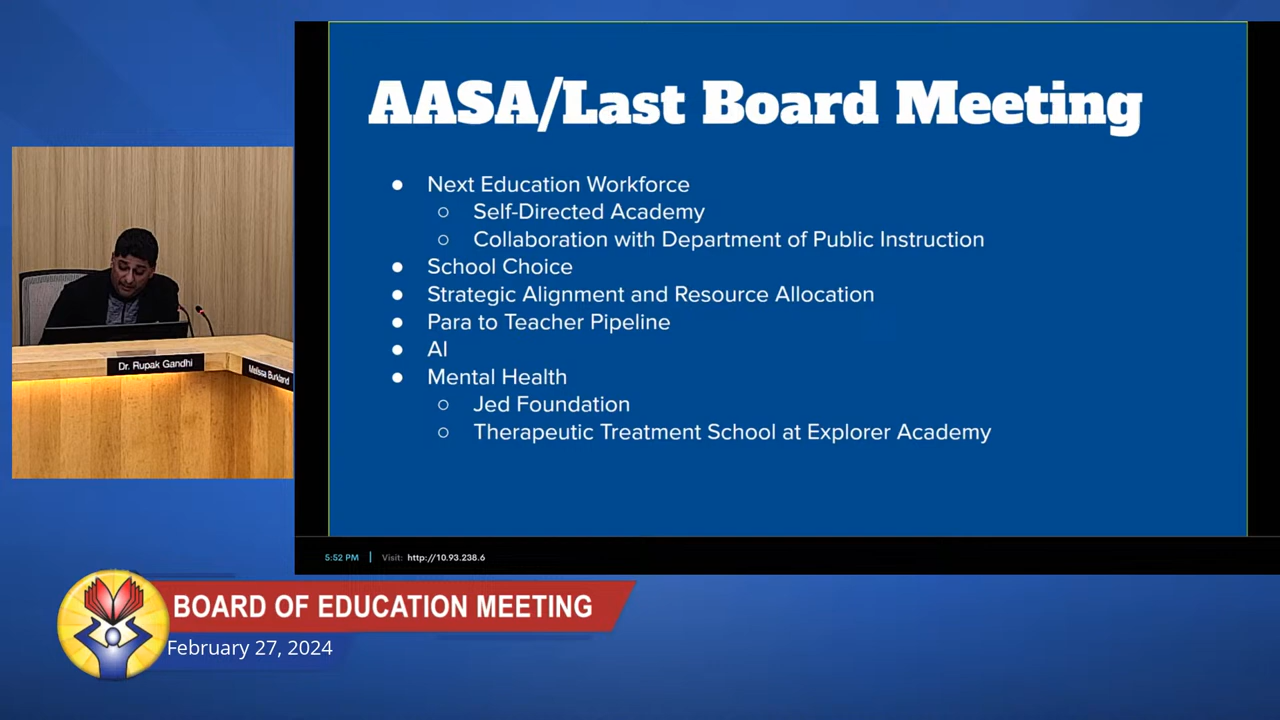 AASA/Last Board Meeting
● Next Education Workforce
○ Self-Directed Academy
○ Collaboration with Department of Public Instruction
● School Choice
● Strategic Alignment and Resource Allocation
● Para to Teacher Pipeline
● AI
● Mental Health
○ Jed Foundation
○ Therapeutic Treatment School at Explorer Academy
Dr. Rupak Gandhi
Melissa Burkland
5:52 PM | Visit: http://10.93.238.6
BOARD OF EDUCATION MEETING
February 27, 2024